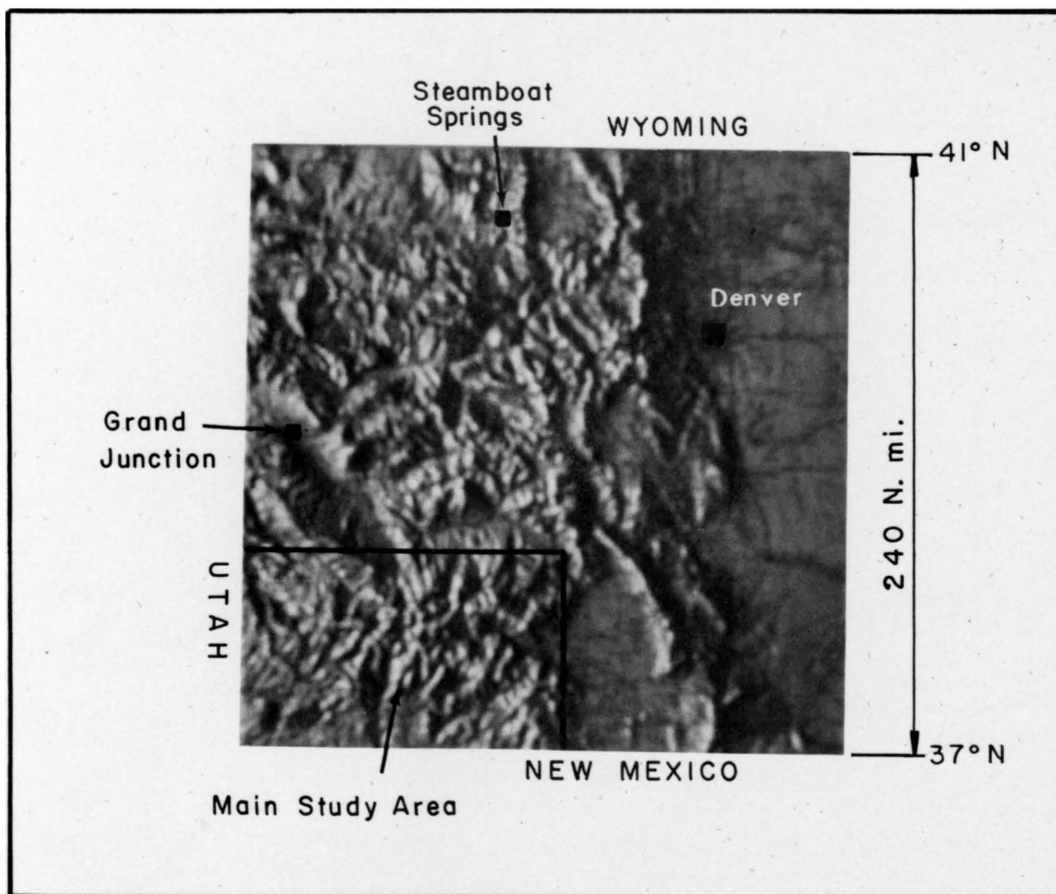 Steamboat
Springs
WYOMING
41° N
Denver
Grand
Junction
240 N. mi.
UTAH
37° N
NEW MEXICO
Main Study Area